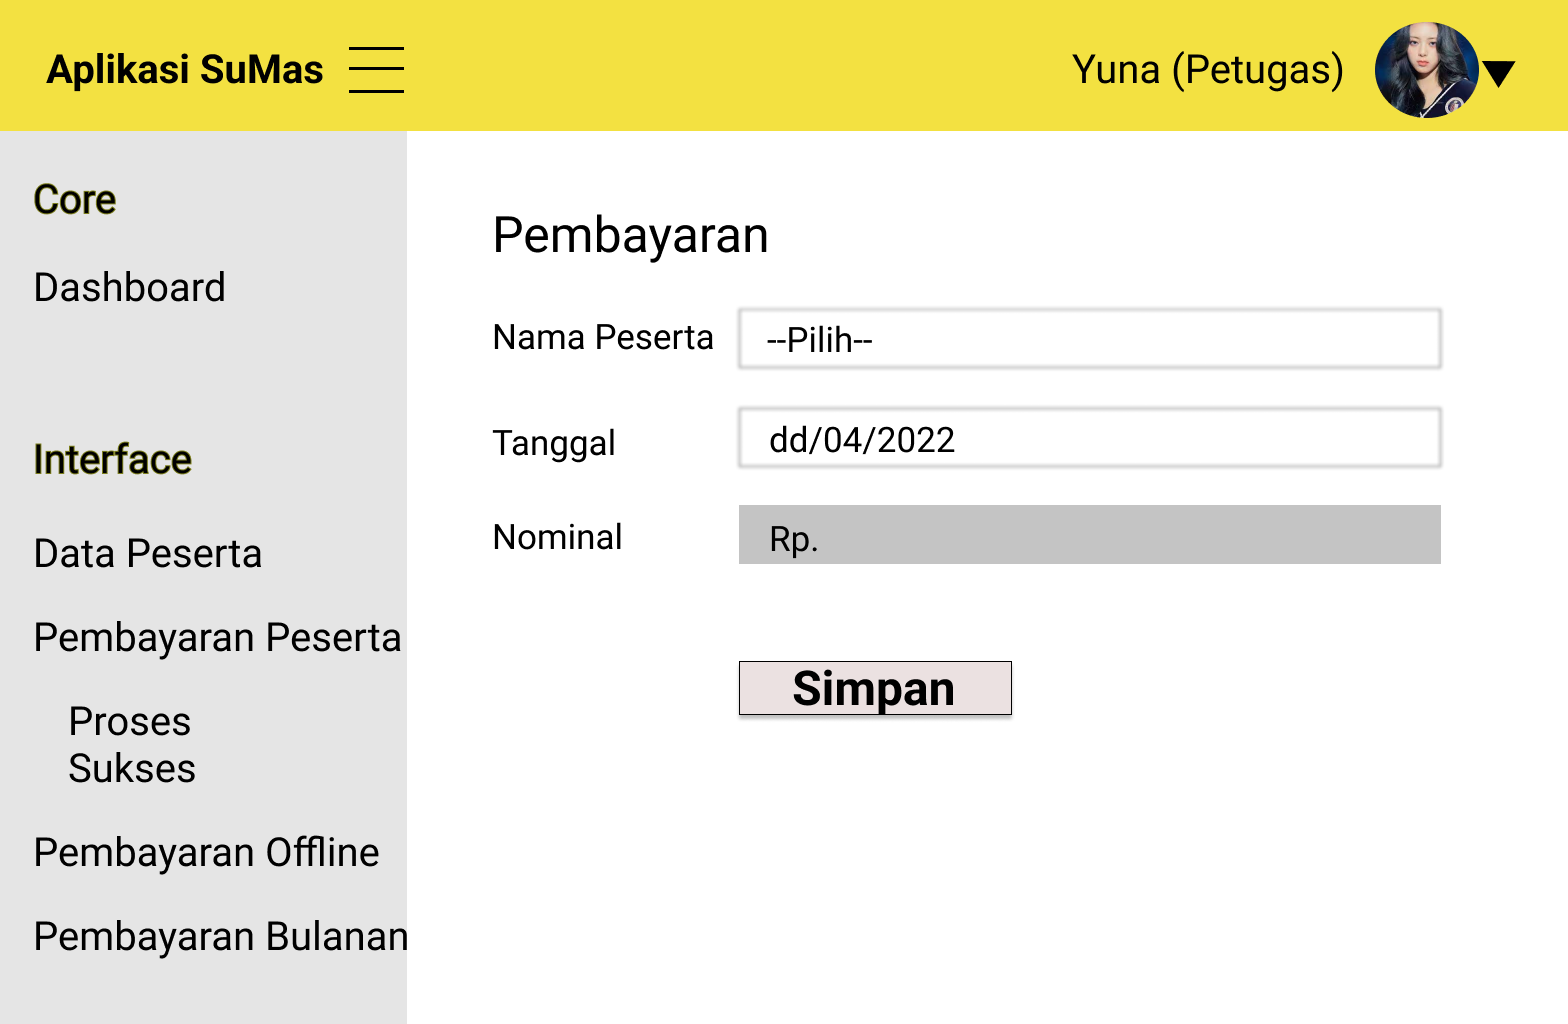 Aplikasi SuMas
Yuna (Petugas)
Core
Dashboard
Interface
Data Peserta
Pembayaran Peserta
Proses
Sukses
Pembayaran Offline
Pembayaran Bulanan
Pembayaran
Nama Peserta
--Pilih--
Tanggal
dd/04/2022
Nominal
Rp.
Simpan